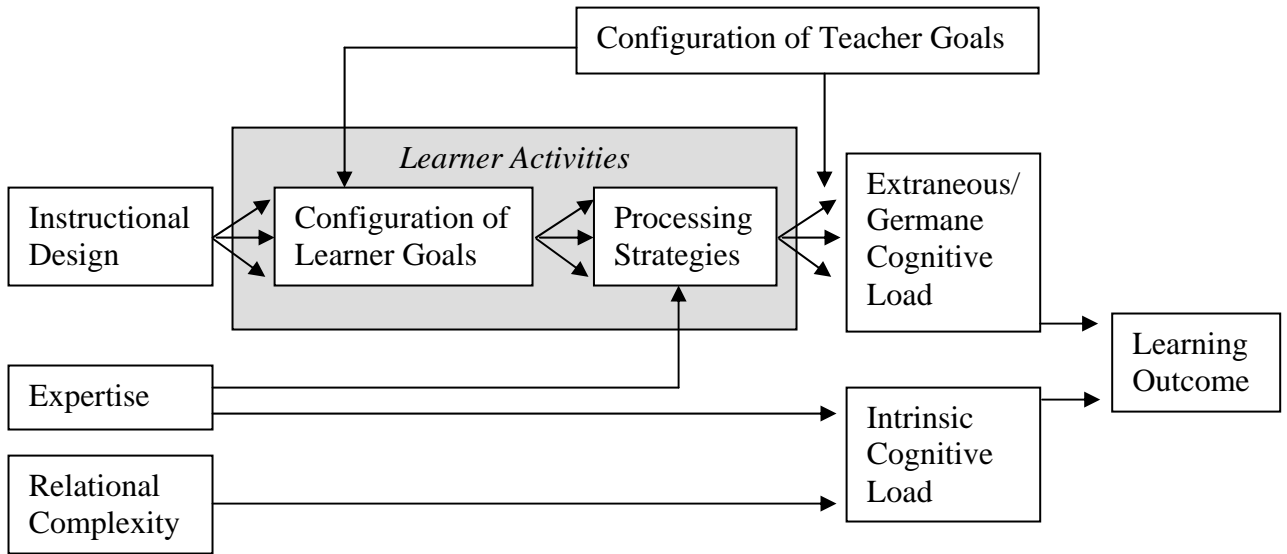 Configuration of Teacher Goals
Learner Activities
Instructional
Design
Configuration of
Learner Goals
Processing
Strategies
Extraneous/
Germane
Cognitive
Load
Expertise
Learning
Outcome
Intrinsic
Cognitive
Load
Relational
Complexity